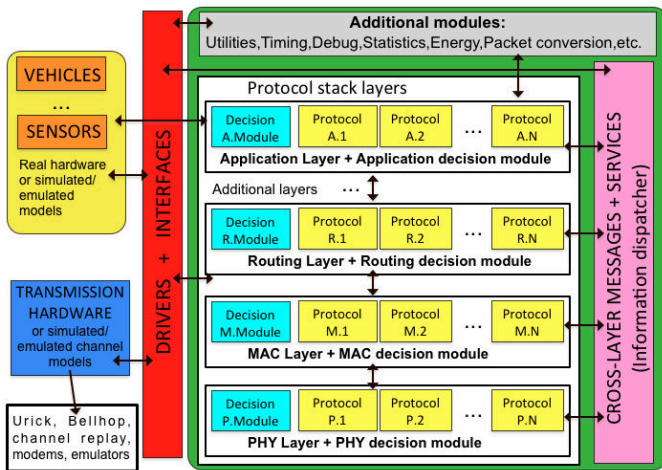 Additional modules:
Utilities,Timing,Debug,Statistics,Energy,Packet conversion,etc.
VEHICLES
...
SENSORS
Real hardware
or simulated/
emulated
models
TRANSMISSION
HARDWARE
or simulated/
emulated channel
models
Urick, Bellhop,
channel replay,
modems, emulators
DRIVERS + INTERFACES
Protocol stack layers
Decision
A.Module
Protocol
A.1
Protocol
A.2
...
Protocol
A.N
Application Layer + Application decision module
Additional layers ...
Decision
R.Module
Protocol
R.1
Protocol
R.2
...
Protocol
R.N
Routing Layer + Routing decision module
Decision
M.Module
Protocol
M.1
Protocol
M.2
...
Protocol
M.N
MAC Layer + MAC decision module
Decision
P.Module
Protocol
P.1
Protocol
P.2
...
Protocol
P.N
PHY Layer + PHY decision module
CROSS-LAYER MESSAGES + SERVICES
(Information dispatcher)